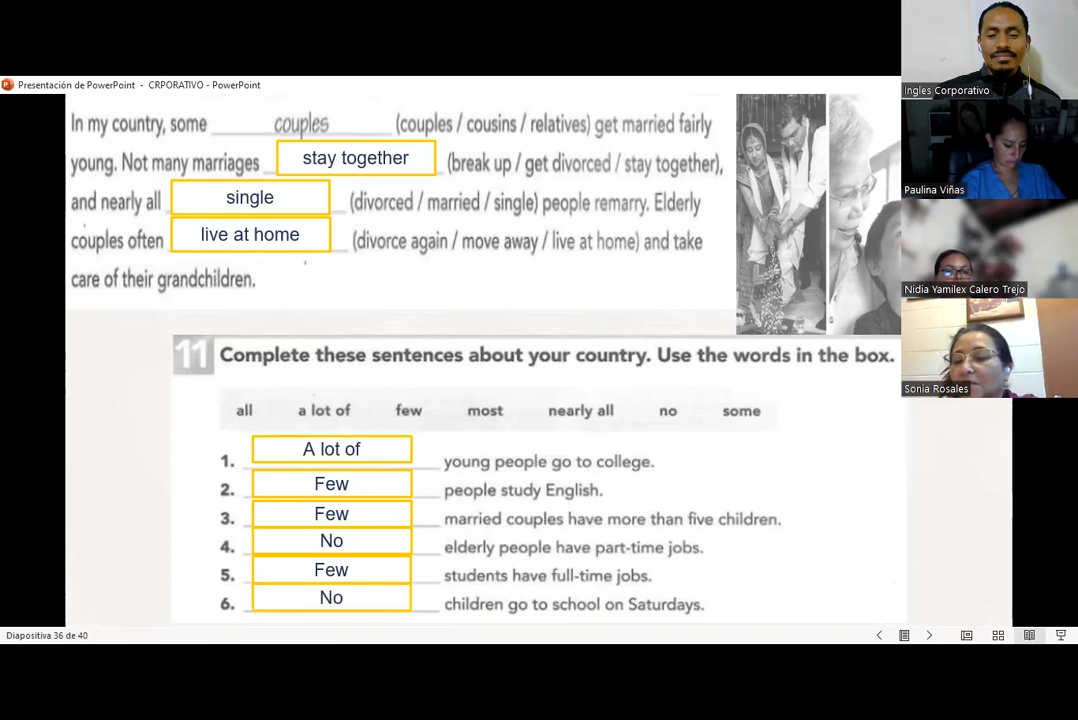 Presentación de PowerPoint - CRPORATIVO - PowerPoint
In my country, some couples (couples / cousins / relatives) get married fairly
young. Not many marriages stay together (break up / get divorced / stay together),
and nearly all single (divorced / married / single) people remarry. Elderly
couples often live at home (divorce again / move away / live at home) and take
care of their grandchildren.
11 Complete these sentences about your country. Use the words in the box.
all a lot of few most nearly all no some
1. A lot of young people go to college.
2. Few people study English.
3. Few married couples have more than five children.
4. No elderly people have part-time jobs.
5. Few students have full-time jobs.
6. No children go to school on Saturdays.
Diapositiva 36 de 40
Ingles Corporativo
Paulina Viñas
Nidia Yamilex Calero Trejo
Sonia Rosales